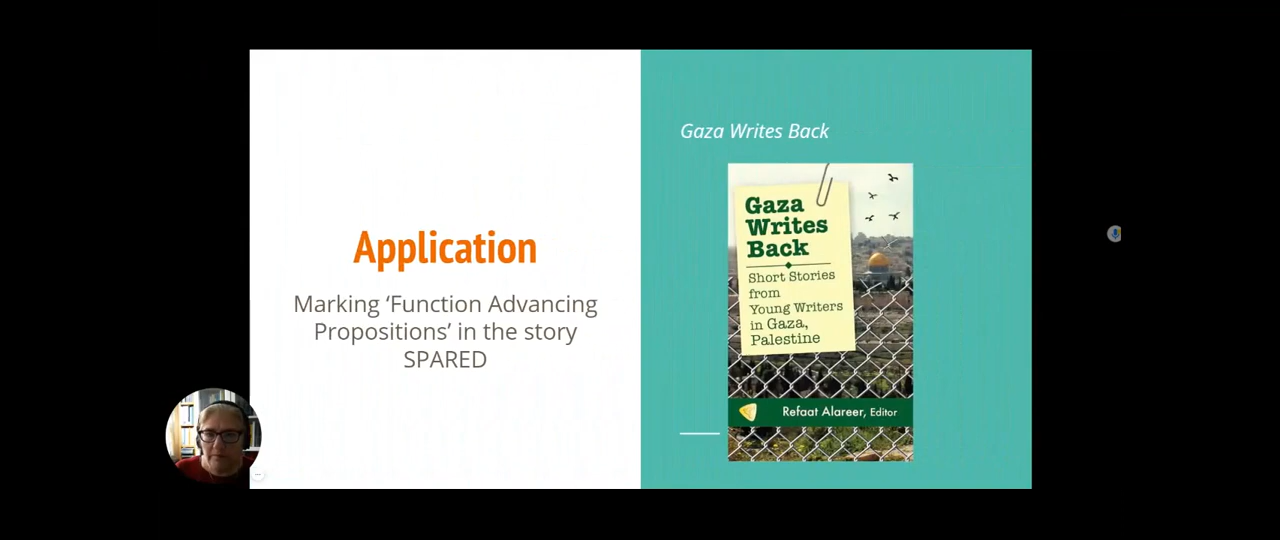 Application
Marking ‘Function Advancing
Propositions’ in the story
SPARED
Gaza Writes Back
Gaza
Writes
Back
Short Stories
from
Young Writers
in Gaza,
Palestine
Refaat Alareer, Editor